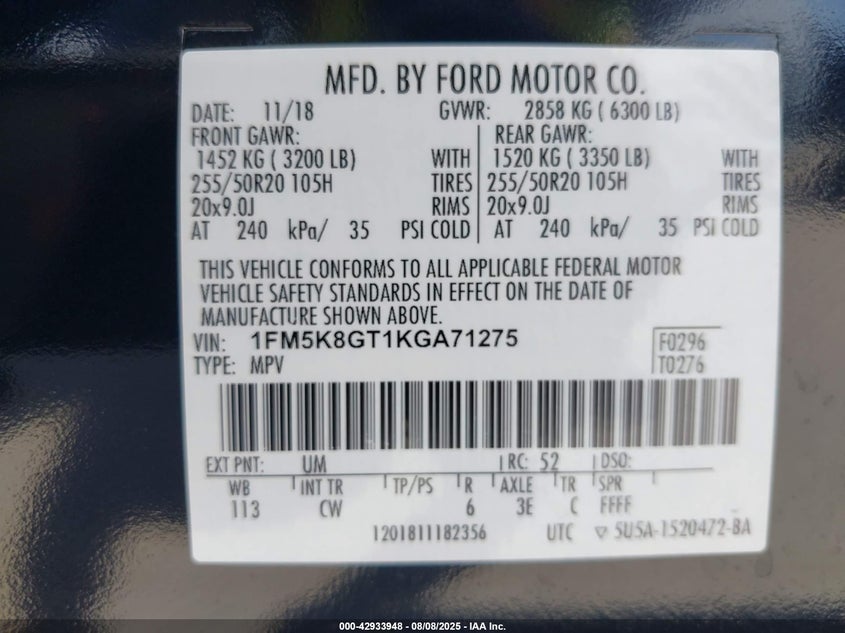 MFD. BY FORD MOTOR CO.
DATE: 11/18 GVWR: 2858 KG ( 6300 LB)
FRONT GAWR: REAR GAWR:
1452 KG ( 3200 LB) WITH 1520 KG ( 3350 LB) WITH
255/50R20 105H TIRES 255/50R20 105H TIRES
20x9.0J RIMS 20x9.0J RIMS
AT 240 kPa/ 35 PSI COLD AT 240 kPa/ 35 PSI COLD
THIS VEHICLE CONFORMS TO ALL APPLICABLE FEDERAL MOTOR
VEHICLE SAFETY STANDARDS IN EFFECT ON THE DATE OF
MANUFACTURE SHOWN ABOVE.
VIN: 1FM5K8GT1KGA71275 F0296
TYPE: MPV T0276
EXT PNT: UM RC: 52 DSO:
WB INT TR TP/PS R AXLE TR SPR
113 CW 6 3E C FFFF
1201811182356 UTC ▽ 5U5A-1520472-BA
000-42933948 - 08/08/2025 - IAA Inc.